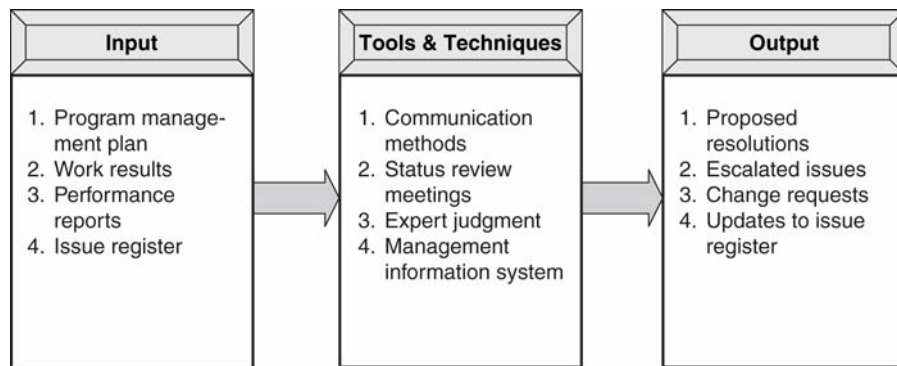 Input
1. Program manage-
ment plan
2. Work results
3. Performance
reports
4. Issue register
Tools & Techniques
1. Communication
methods
2. Status review
meetings
3. Expert judgment
4. Management
information system
Output
1. Proposed
resolutions
2. Escalated issues
3. Change requests
4. Updates to issue
register